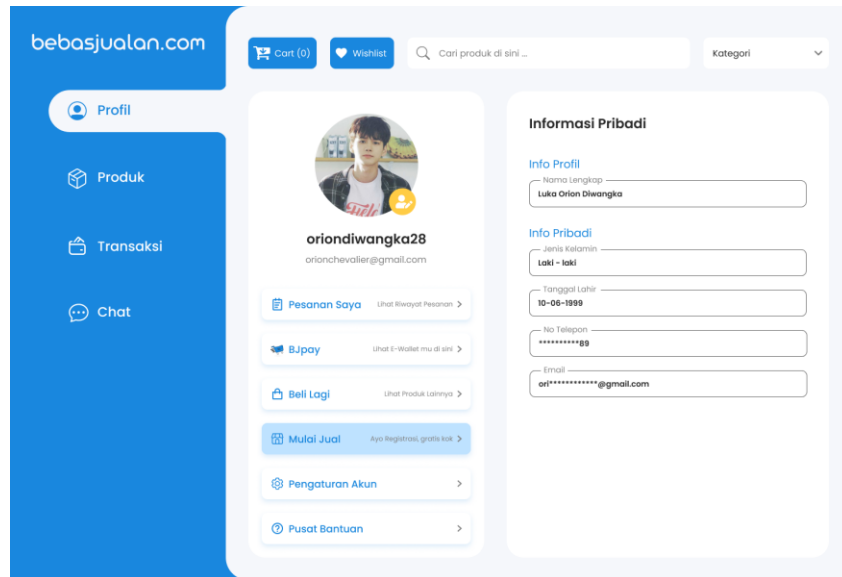 bebasjualan.com
Cart (0)
Wishlist
Cari produk di sini ...
Kategori
Profil
Produk
Transaksi
Chat
oriondiwangka28
orionchevalier@gmail.com
Pesanan Saya
Lihat Riwayat Pesanan
BJpay
Lihat E-Wallet mu di sini
Beli Lagi
Lihat Produk Lainnya
Mulai Jual
Ayo Registrasi, gratis kok
Pengaturan Akun
Pusat Bantuan
Informasi Pribadi
Info Profil
Nama Lengkap
Luka Orion Diwangka
Info Pribadi
Jenis Kelamin
Laki - laki
Tanggal Lahir
10-06-1999
No Telepon
**********89
Email
ori************@gmail.com